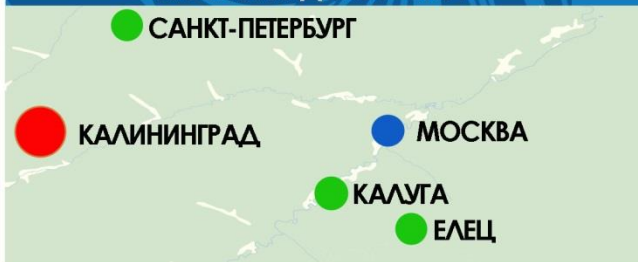 САНКТ-ПЕТЕРБУРГ
КАЛИНИНГРАД
МОСКВА
КАЛУГА
ЕЛЕЦ